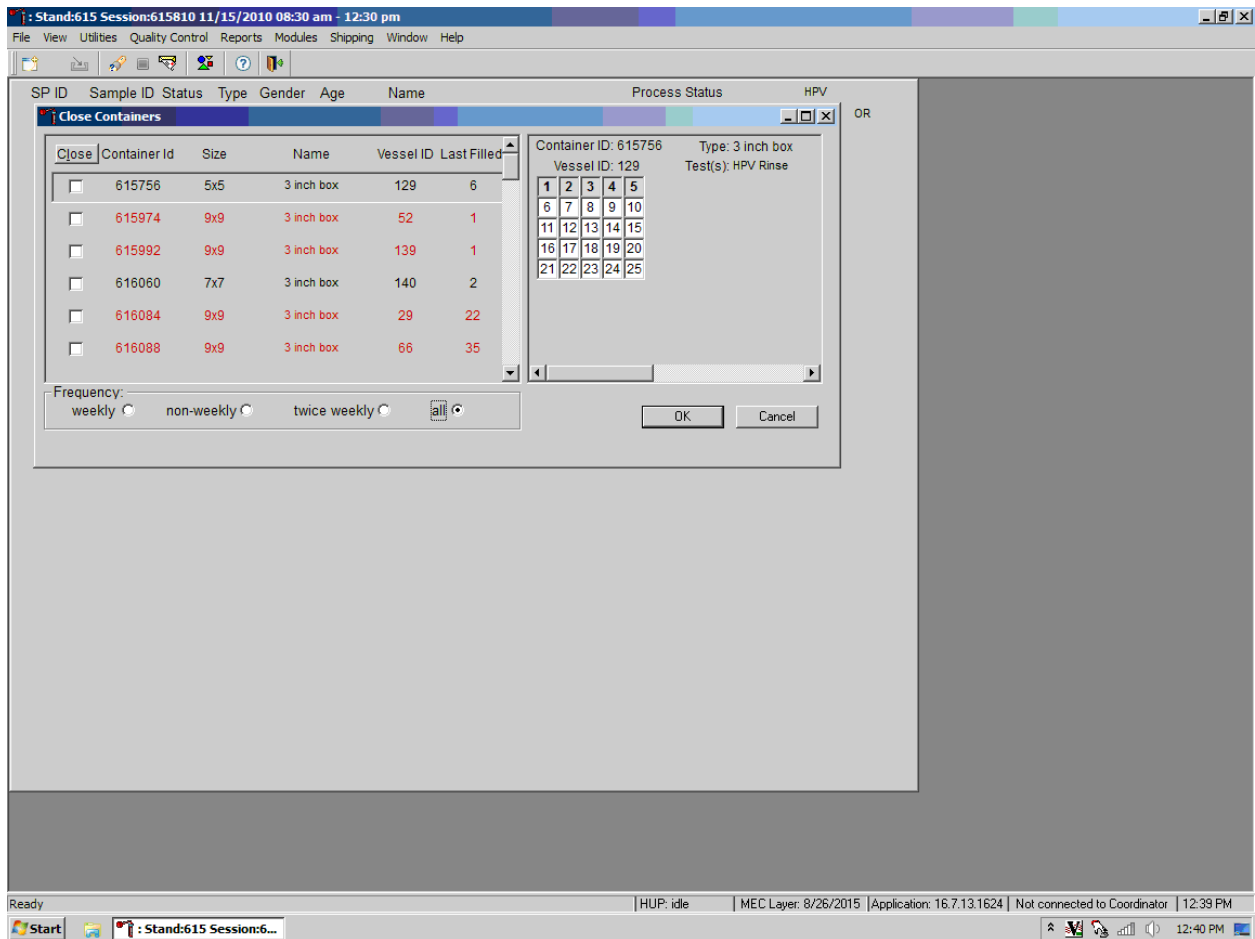 : Stand:615 Session:615810 11/15/2010 08:30 am - 12:30 pm
File View Utilities Quality Control Reports Modules Shipping Window Help
SP ID Sample ID Status Type Gender Age Name Process Status HPV
OR
Close Containers
Close Container Id Size Name Vessel ID Last Filled
615756 5x5 3 inch box 129 6
615974 9x9 3 inch box 52 1
615992 9x9 3 inch box 139 1
616060 7x7 3 inch box 140 2
616084 9x9 3 inch box 29 22
616088 9x9 3 inch box 66 35
Container ID: 615756 Type: 3 inch box
Vessel ID: 129 Test(s): HPV Rinse
1 2 3 4 5
6 7 8 9 10
11 12 13 14 15
16 17 18 19 20
21 22 23 24 25
Frequency:
weekly non-weekly twice weekly all
OK Cancel
Ready HUP: idle MEC Layer: 8/26/2015 Application: 16.7.13.1624 Not connected to Coordinator 12:39 PM
Start : Stand:615 Session:6... 12:40 PM